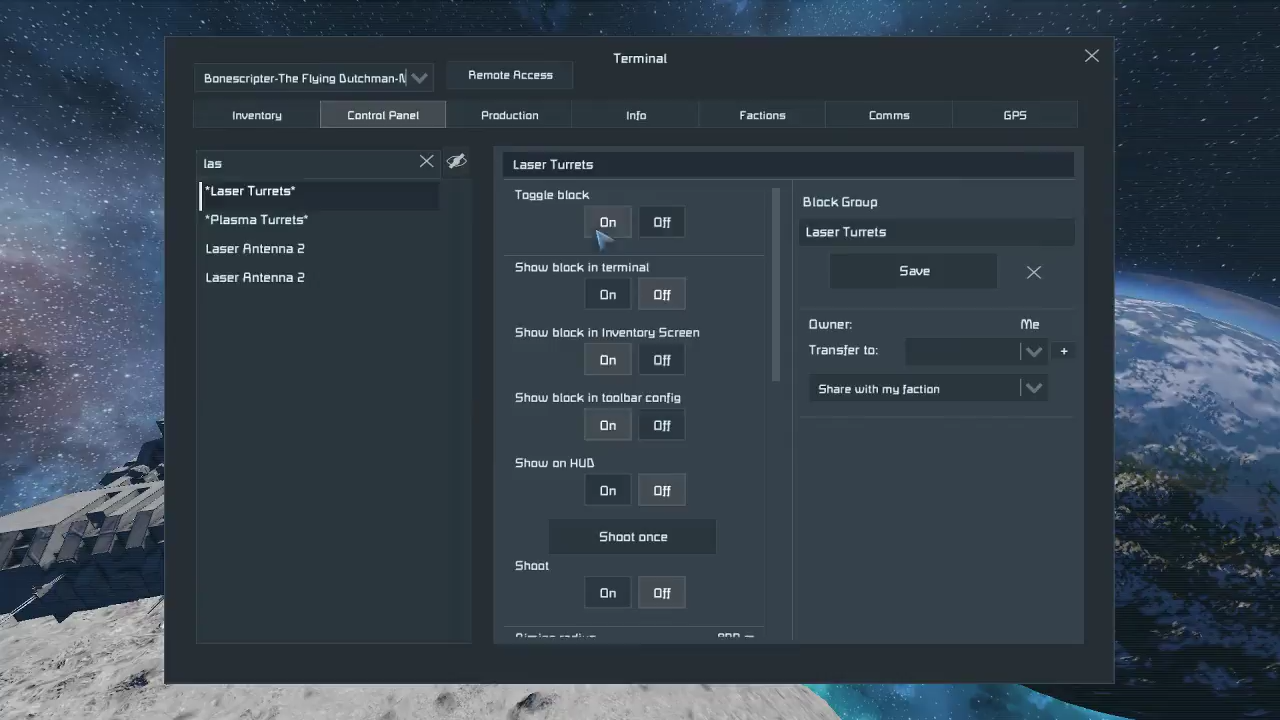 Terminal
Bonescripter-The Flying Dutchman-
Remote Access
Inventory
Control Panel
Production
Info
Factions
Comms
GPS
las
*Laser Turrets*
*Plasma Turrets*
Laser Antenna 2
Laser Antenna 2
Laser Turrets
Toggle block
On Off
Show block in terminal
On Off
Show block in Inventory Screen
On Off
Show block in toolbar config
On Off
Show on HUD
On Off
Shoot once
Shoot
On Off
Block Group
Laser Turrets
Save
Owner: Me
Transfer to: +
Share with my faction